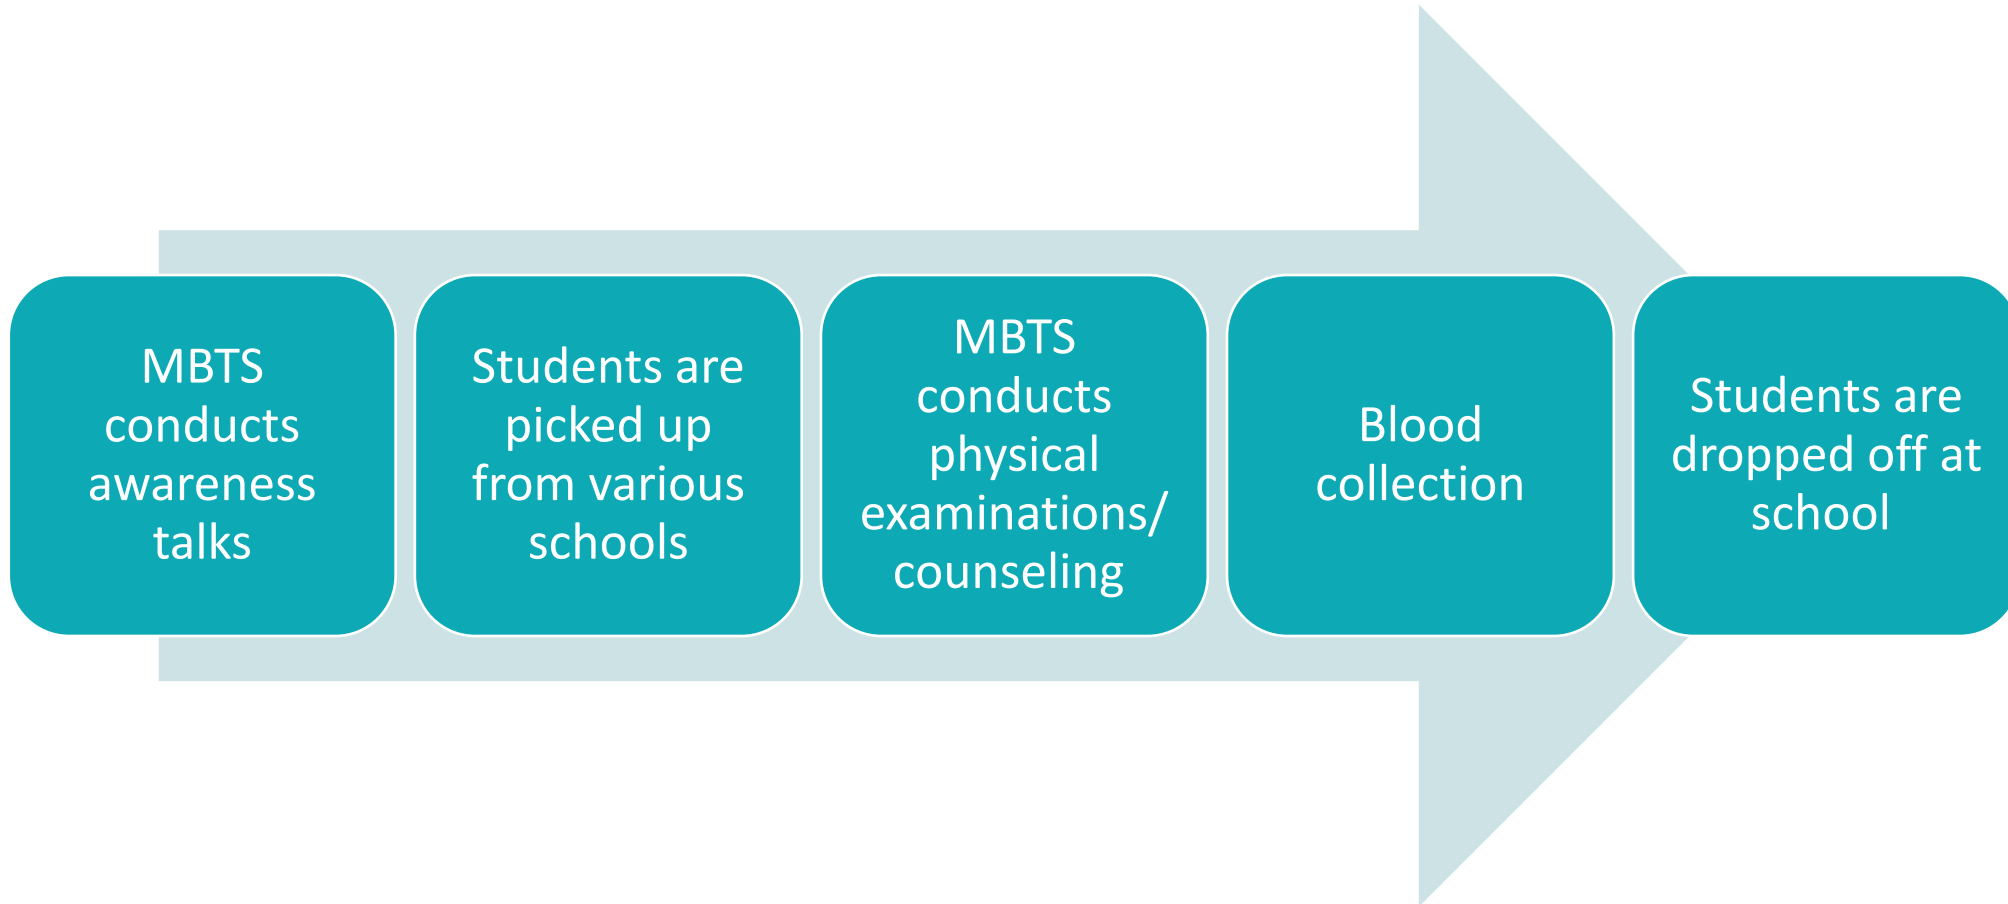 MBTS
conducts
awareness
talks
Students are
picked up
from various
schools
MBTS
conducts
physical
examinations/
counseling
Blood
collection
Students are
dropped off at
school